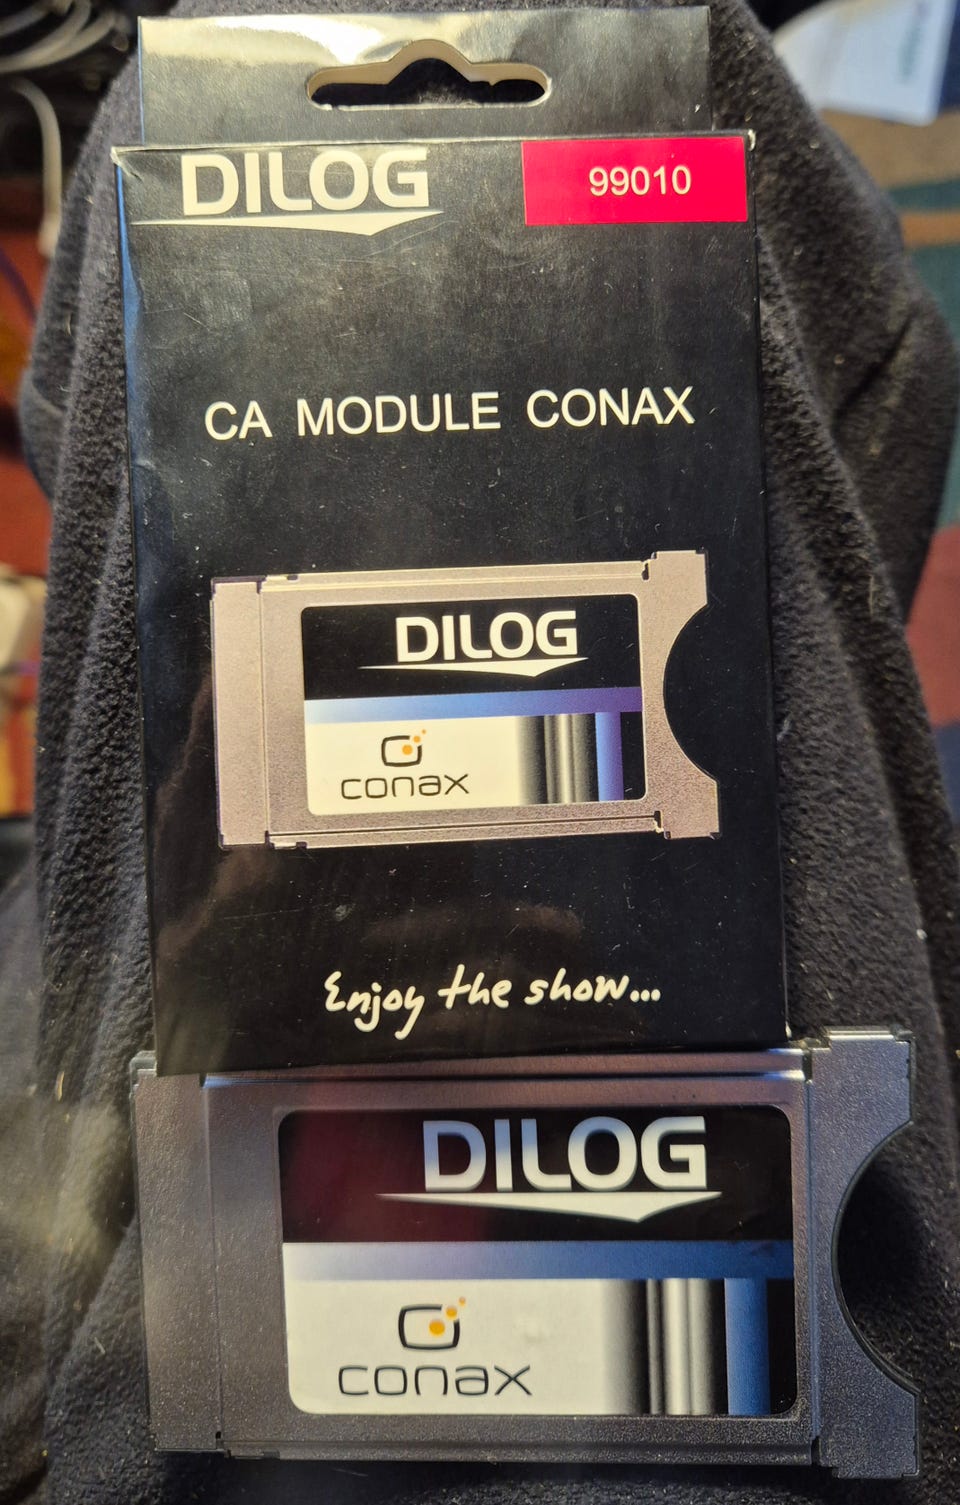 DILOG
99010
CA MODULE CONAX
DILOG
conax
Enjoy the show...
DILOG
conax